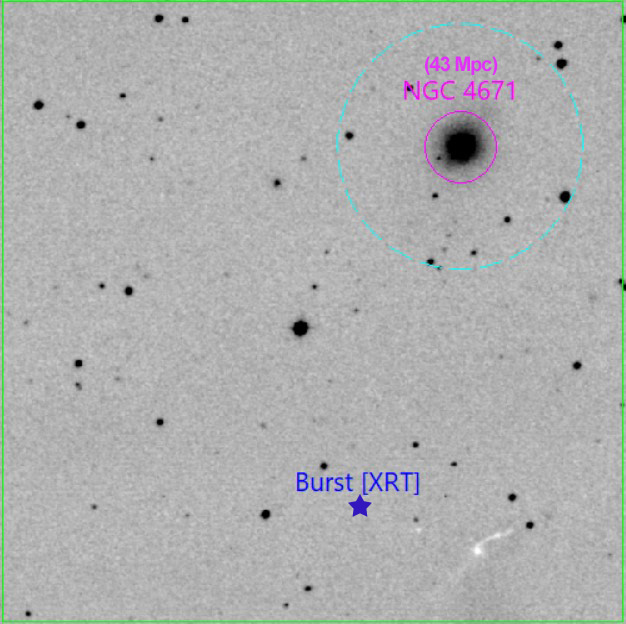 (43 Mpc)
NGC 4671
Burst [XRT]